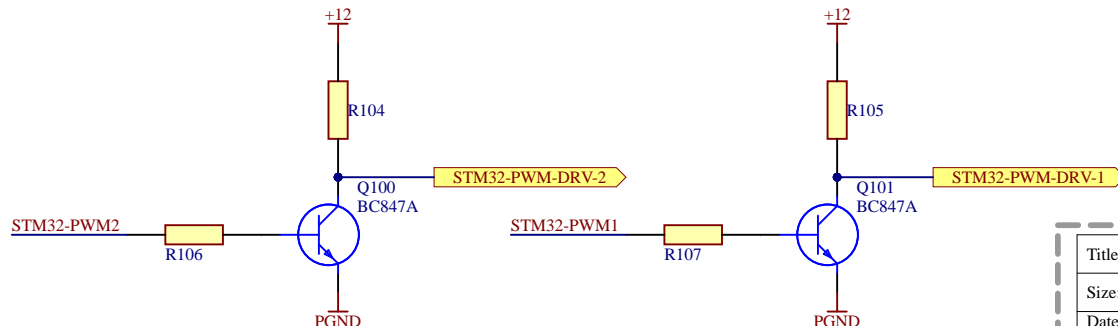 +12
+12
R104
R105
STM32-PWM-DRV-2
STM32-PWM-DRV-1
Q100
BC847A
Q101
BC847A
STM32-PWM2
STM32-PWM1
R106
R107
PGND
PGND
Title
Size:
Date